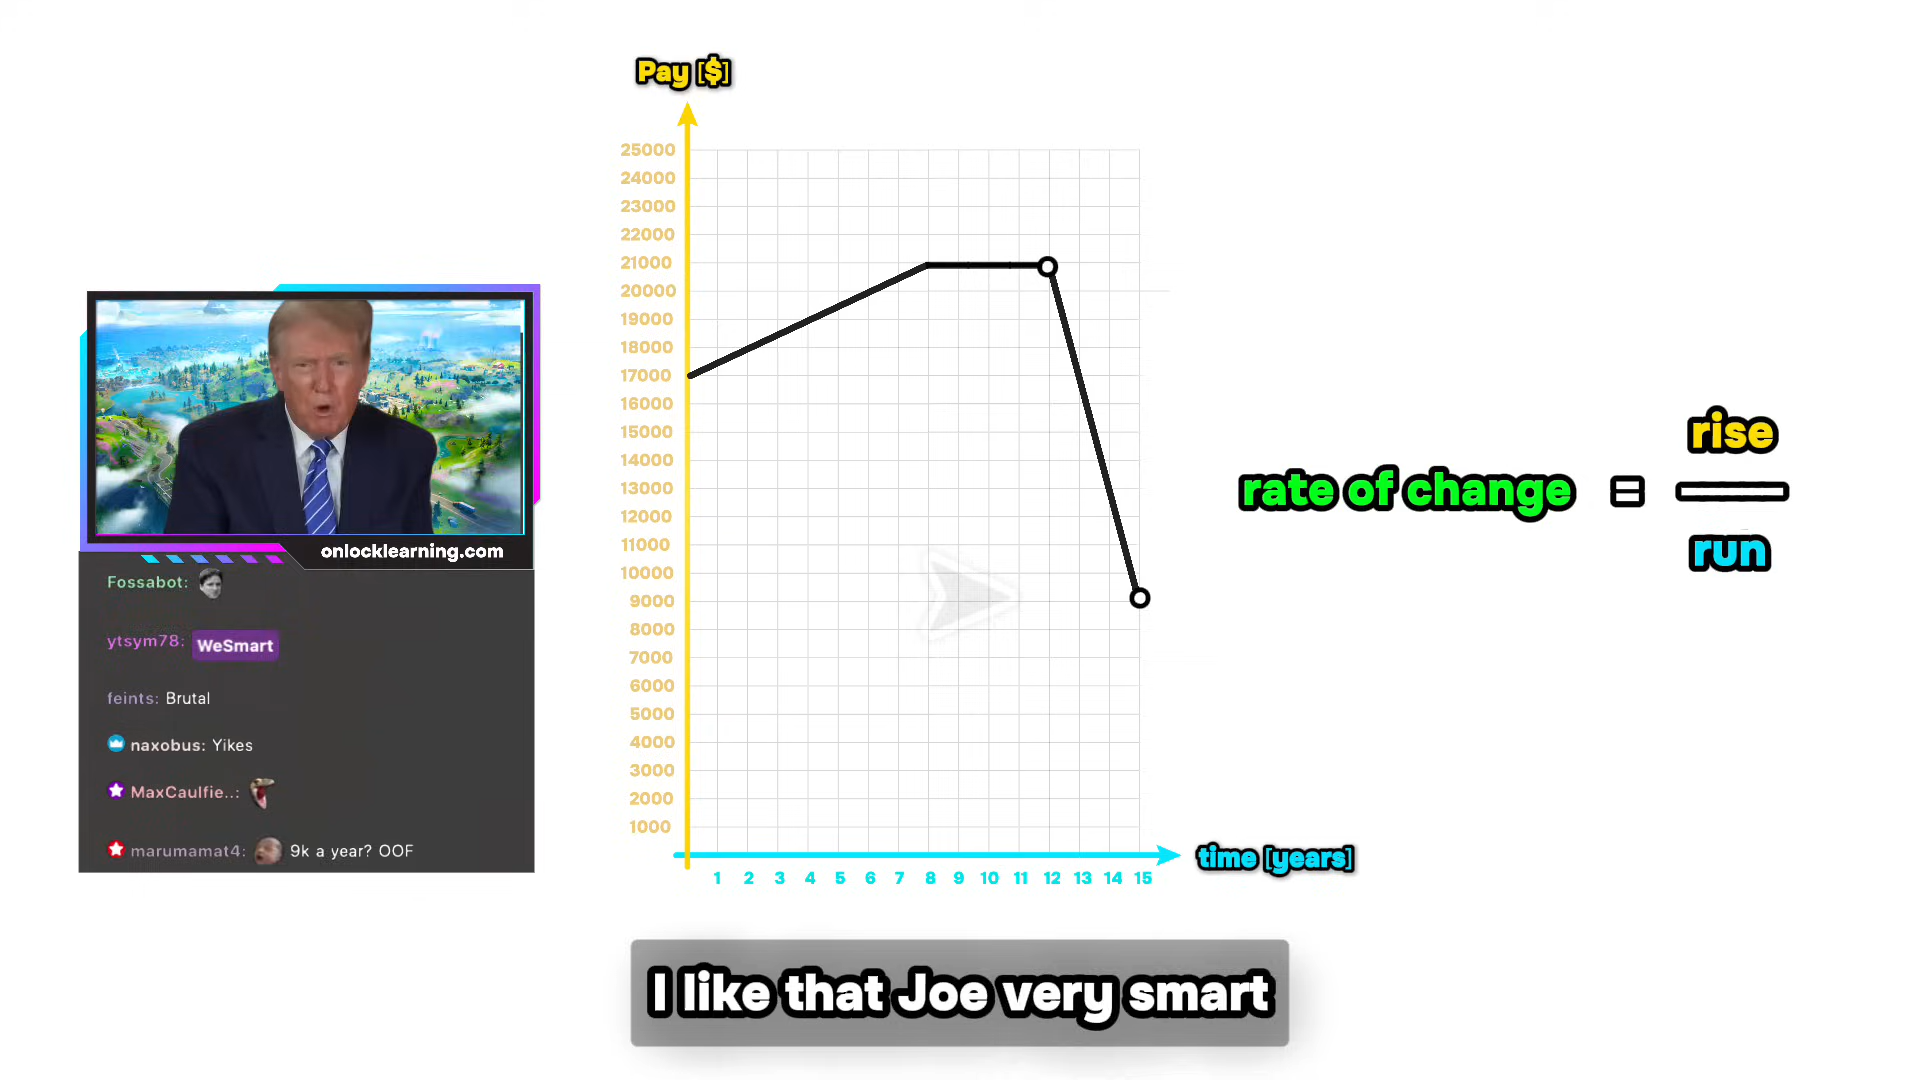 Pay [$]
25000
24000
23000
22000
21000
20000
19000
18000
17000
16000
15000
14000
13000
12000
11000
10000
9000
8000
7000
6000
5000
4000
3000
2000
1000
1 2 3 4 5 6 7 8 9 10 11 12 13 14 15
time [years]
rate of change = rise
run
onlocklearning.com
Fossabot:
ytsym78: WeSmart
feints: Brutal
naxobus: Yikes
MaxCaulfie..:
marumamat4: 9k a year? OOF
I like that Joe very smart